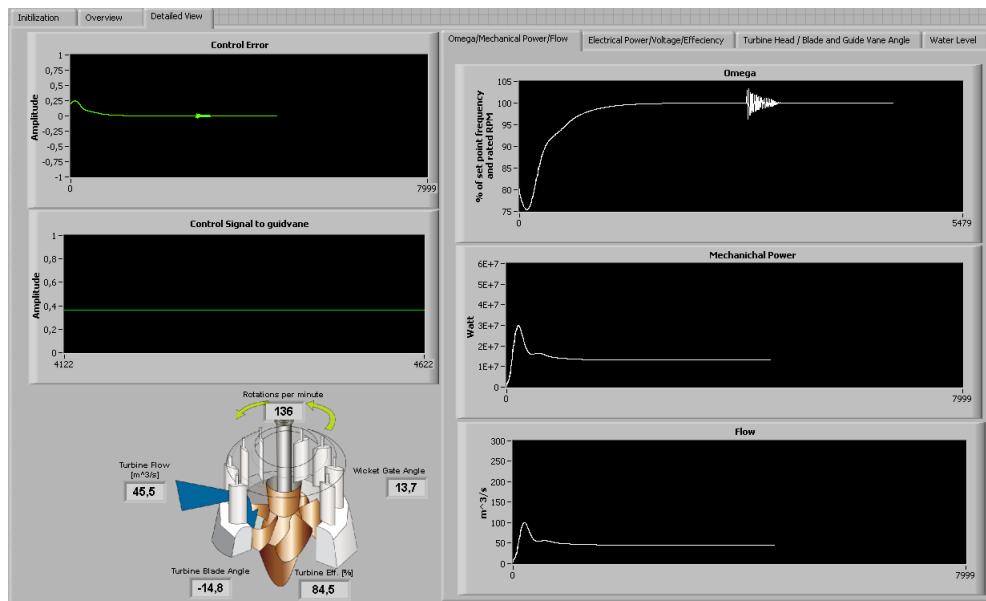 Initilization Overview Detailed View
Control Error
Amplitude
1
0,75
0,5
0,25
0
-0,25
-0,5
-0,75
-1
0 7999
Control Signal to guidvane
Amplitude
1
0,8
0,6
0,4
0,2
0
4122 4622
Rotations per minute
136
Turbine Flow
[m^3/s]
45,5
Wicket Gate Angle
13,7
Turbine Blade Angle
-14,8
Turbine Eff. [%]
84,5
Omega/Mechanical Power/Flow Electrical Power/Voltage/Effeciency Turbine Head / Blade and Guide Vane Angle Water Level
Omega
% of set point frequency
and rated RPM
105
100
95
90
85
80
75
0 5479
Mechanichal Power
Watt
6E+7
5E+7
4E+7
3E+7
2E+7
1E+7
0
0 7999
Flow
m^3/s
300
250
200
150
100
50
0
0 7999